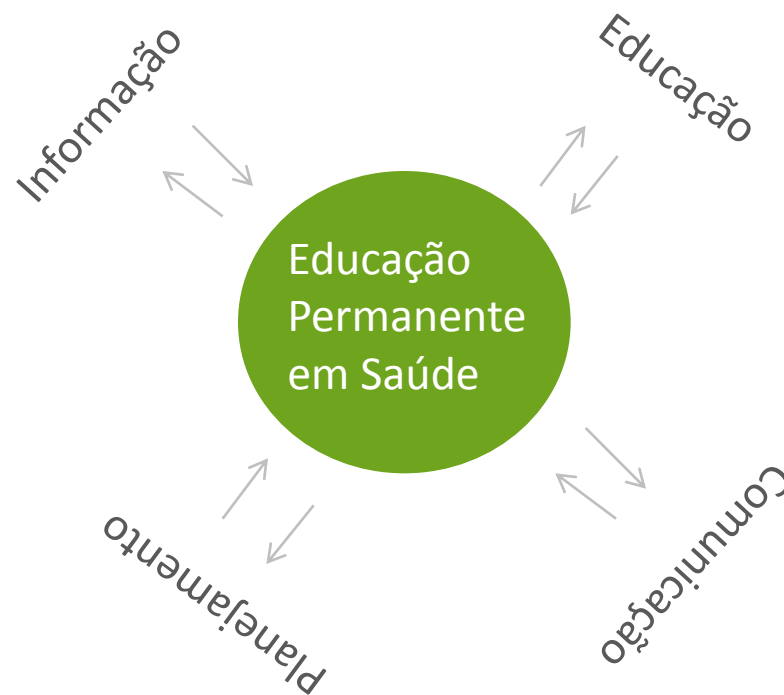 Informação
Educação
Educação
Permanente
em Saúde
Planejamento
Comunicação